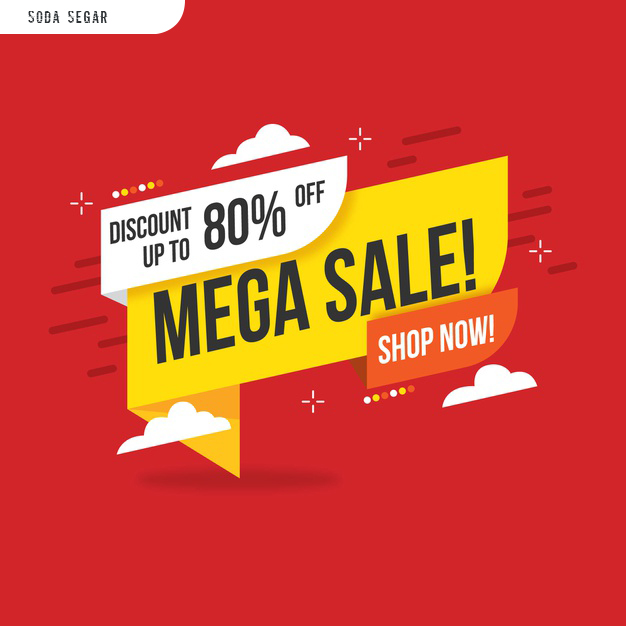 SODA SEGAR
DISCOUNT
UP TO
80%
OFF
MEGA SALE!
SHOP NOW!